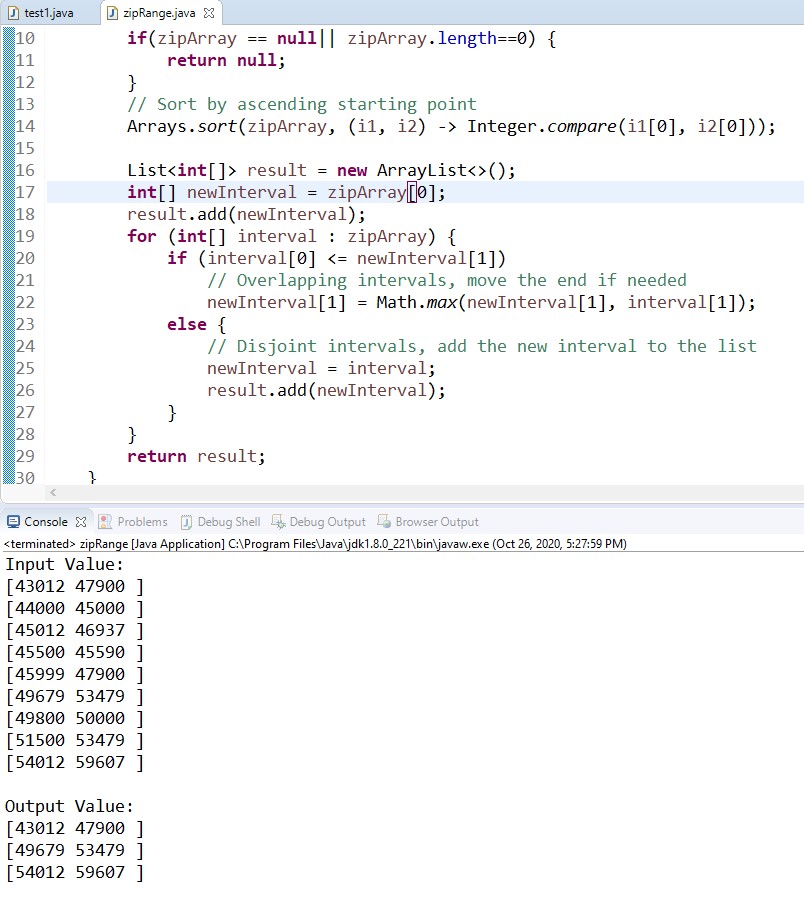 test1.java zipRange.java
10 if(zipArray == null|| zipArray.length==0) {
11 return null;
12 }
13 // Sort by ascending starting point
14 Arrays.sort(zipArray, (i1, i2) -> Integer.compare(i1[0], i2[0]));
15
16 List<int[]> result = new ArrayList<>();
17 int[] newInterval = zipArray[0];
18 result.add(newInterval);
19 for (int[] interval : zipArray) {
20 if (interval[0] <= newInterval[1])
21 // Overlapping intervals, move the end if needed
22 newInterval[1] = Math.max(newInterval[1], interval[1]);
23 else {
24 // Disjoint intervals, add the new interval to the list
25 newInterval = interval;
26 result.add(newInterval);
27 }
28 }
29 return result;
30 }
Console Problems Debug Shell Debug Output Browser Output
<terminated> zipRange [Java Application] C:\Program Files\Java\jdk1.8.0_221\bin\javaw.exe (Oct 26, 2020, 5:27:59 PM)
Input Value:
[43012 47900 ]
[44000 45000 ]
[45012 46937 ]
[45500 45590 ]
[45999 47900 ]
[49679 53479 ]
[49800 50000 ]
[51500 53479 ]
[54012 59607 ]
Output Value:
[43012 47900 ]
[49679 53479 ]
[54012 59607 ]